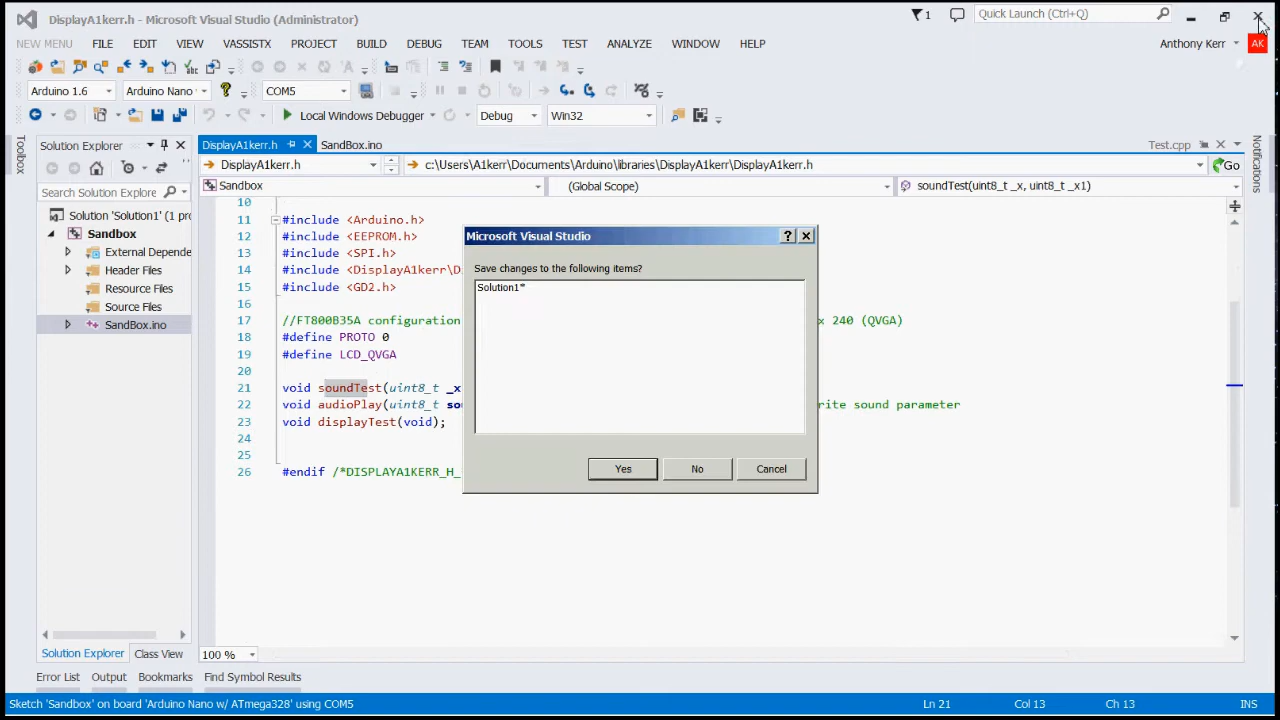 DisplayA1kerr.h - Microsoft Visual Studio (Administrator)
1
Quick Launch (Ctrl+Q)
NEW MENU FILE EDIT VIEW VASSISTX PROJECT BUILD DEBUG TEAM TOOLS TEST ANALYZE WINDOW HELP
Anthony Kerr
AK
Arduino 1.6
Arduino Nano
COM5
Local Windows Debugger
Debug
Win32
Toolbox
Solution Explorer
DisplayA1kerr.h
SandBox.ino
Test.cpp
Notifications
DisplayA1kerr.h
c:\Users\A1kerr\Documents\Arduino\libraries\DisplayA1kerr\DisplayA1kerr.h
Go
Search Solution Explore
Sandbox
(Global Scope)
soundTest(uint8_t _x, uint8_t _x1)
Solution 'Solution1' (1 pro
Sandbox
External Depende
Header Files
Resource Files
Source Files
SandBox.ino
10
11 #include <Arduino.h>
12 #include <EEPROM.h>
13 #include <SPI.h>
14 #include <DisplayA1kerr\D
15 #include <GD2.h>
16
17 //FT800B35A configuration x 240 (QVGA)
18 #define PROTO 0
19 #define LCD_QVGA
20
21 void soundTest(uint8_t _x
22 void audioPlay(uint8_t so rite sound parameter
23 void displayTest(void);
24
25
26 #endif /*DISPLAYA1KERR_H_
Microsoft Visual Studio
?
Save changes to the following items?
Solution1*
Yes
No
Cancel
Solution Explorer
Class View
100 %
Error List
Output
Bookmarks
Find Symbol Results
Sketch 'Sandbox' on board 'Arduino Nano w/ ATmega328' using COM5
Ln 21
Col 13
Ch 13
INS